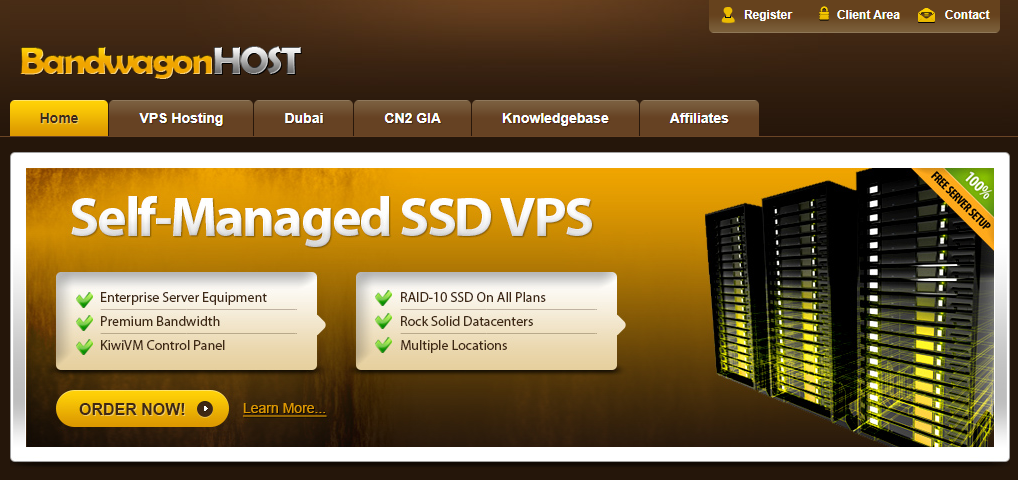 Register
Client Area
Contact
BandwagonHOST
Home
VPS Hosting
Dubai
CN2 GIA
Knowledgebase
Affiliates
Self-Managed SSD VPS
100%
FREE SERVER SETUP
Enterprise Server Equipment
Premium Bandwidth
KiwiVM Control Panel
RAID-10 SSD On All Plans
Rock Solid Datacenters
Multiple Locations
ORDER NOW!
Learn More...